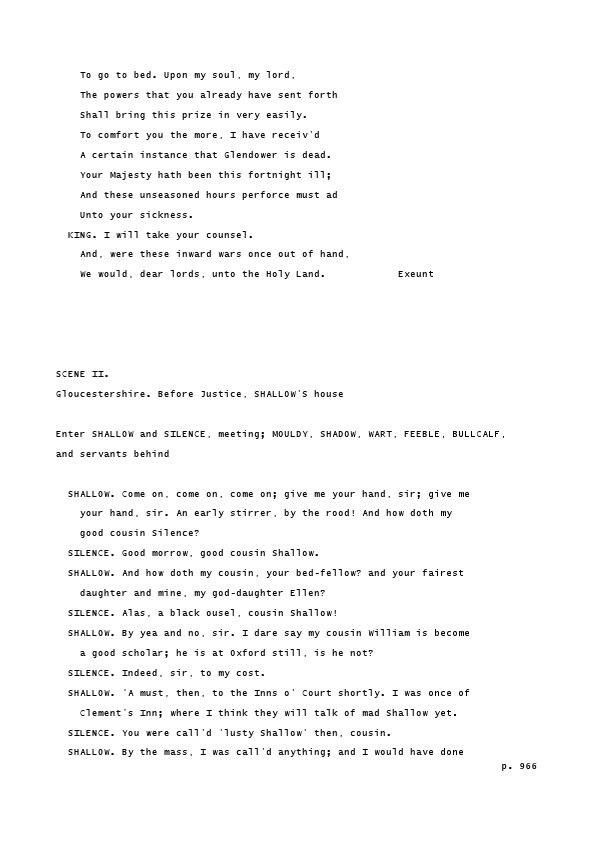 To go to bed. Upon my soul, my lord,
The powers that you already have sent forth
Shall bring this prize in very easily.
To comfort you the more, I have receiv'd
A certain instance that Glendower is dead.
Your Majesty hath been this fortnight ill;
And these unseasoned hours perforce must ad
Unto your sickness.
KING. I will take your counsel.
And, were these inward wars once out of hand,
We would, dear lords, unto the Holy Land. Exeunt
SCENE II.
Gloucestershire. Before Justice, SHALLOW'S house
Enter SHALLOW and SILENCE, meeting; MOULDY, SHADOW, WART, FEEBLE, BULLCALF,
and servants behind
SHALLOW. Come on, come on, come on; give me your hand, sir; give me
your hand, sir. An early stirrer, by the rood! And how doth my
good cousin Silence?
SILENCE. Good morrow, good cousin Shallow.
SHALLOW. And how doth my cousin, your bed-fellow? and your fairest
daughter and mine, my god-daughter Ellen?
SILENCE. Alas, a black ousel, cousin Shallow!
SHALLOW. By yea and no, sir. I dare say my cousin William is become
a good scholar; he is at Oxford still, is he not?
SILENCE. Indeed, sir, to my cost.
SHALLOW. 'A must, then, to the Inns o' Court shortly. I was once of
Clement's Inn; where I think they will talk of mad Shallow yet.
SILENCE. You were call'd 'lusty Shallow' then, cousin.
SHALLOW. By the mass, I was call'd anything; and I would have done
p. 966